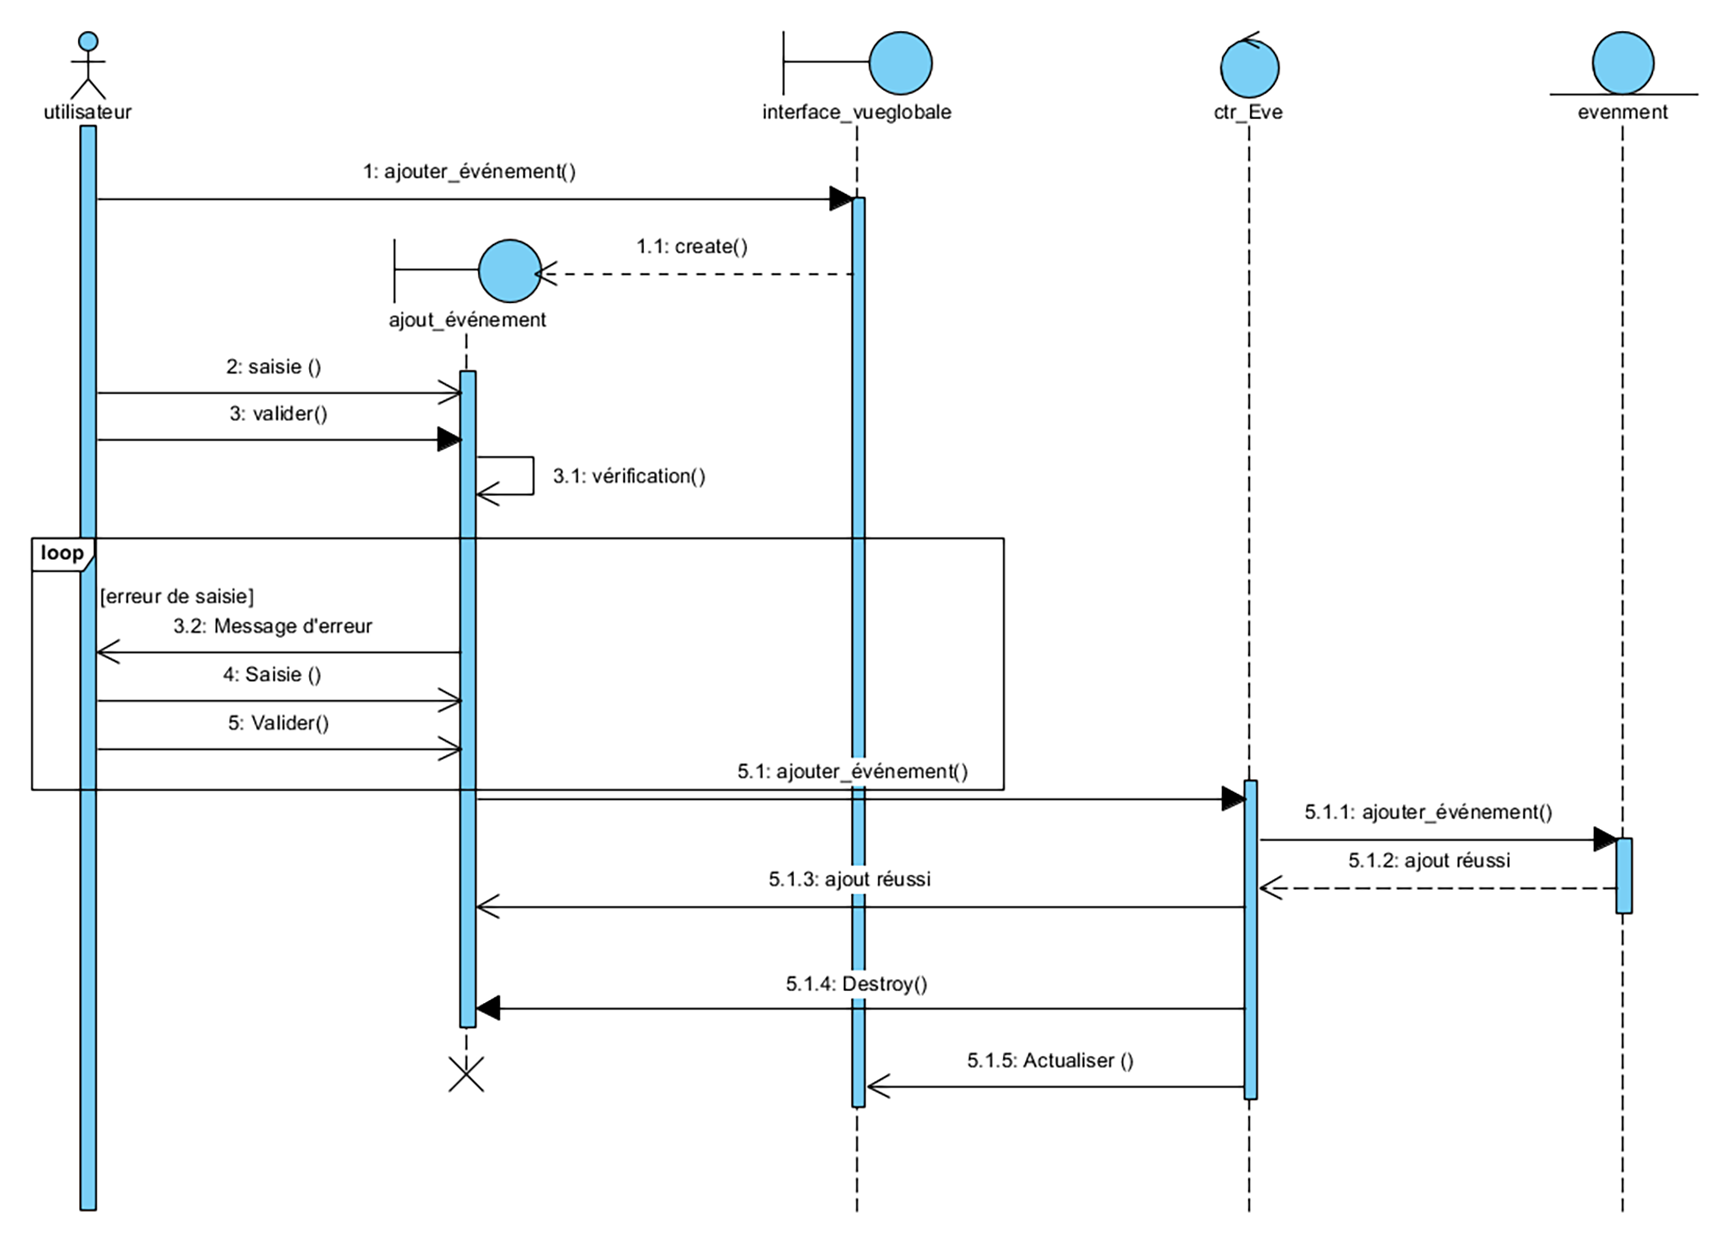 utilisateur
interface_vueglobale
ctr_Eve
evenment
1: ajouter_événement()
1.1: create()
ajout_événement
2: saisie ()
3: valider()
3.1: vérification()
loop
[erreur de saisie]
3.2: Message d'erreur
4: Saisie ()
5: Valider()
5.1: ajouter_événement()
5.1.1: ajouter_événement()
5.1.2: ajout réussi
5.1.3: ajout réussi
5.1.4: Destroy()
5.1.5: Actualiser ()